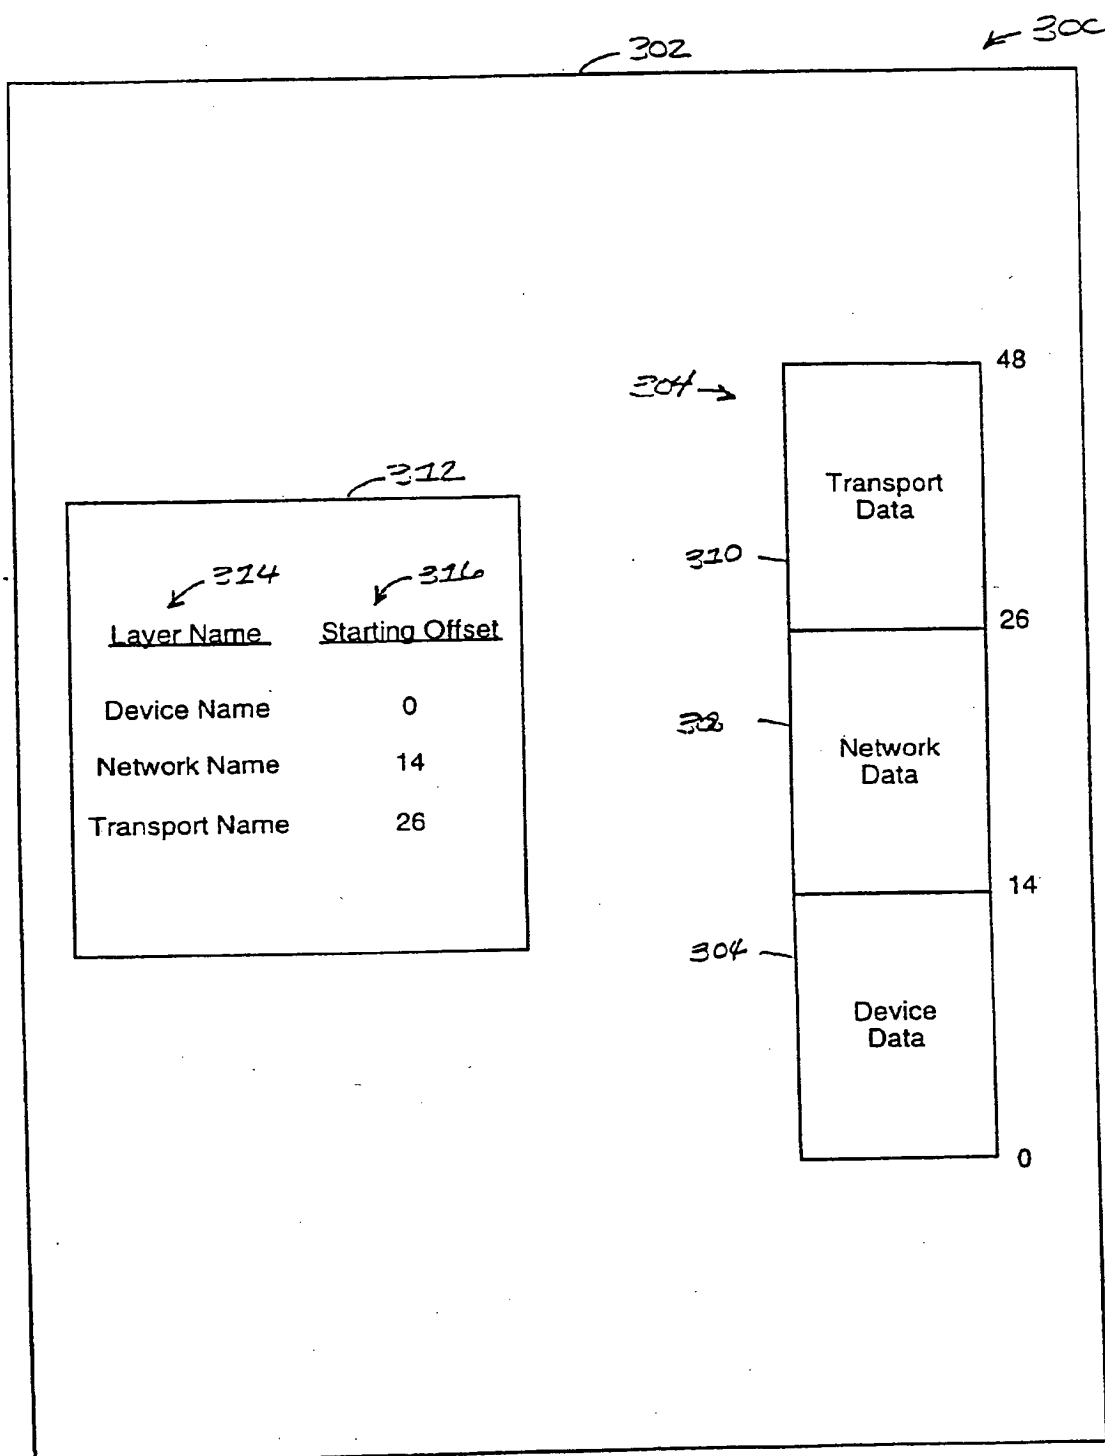 302
300
48
304
Transport
Data
312
310
314 316
26
Layer Name Starting Offset
Device Name 0
Network Name 14
Transport Name 26
Network
Data
14
304
Device
Data
0